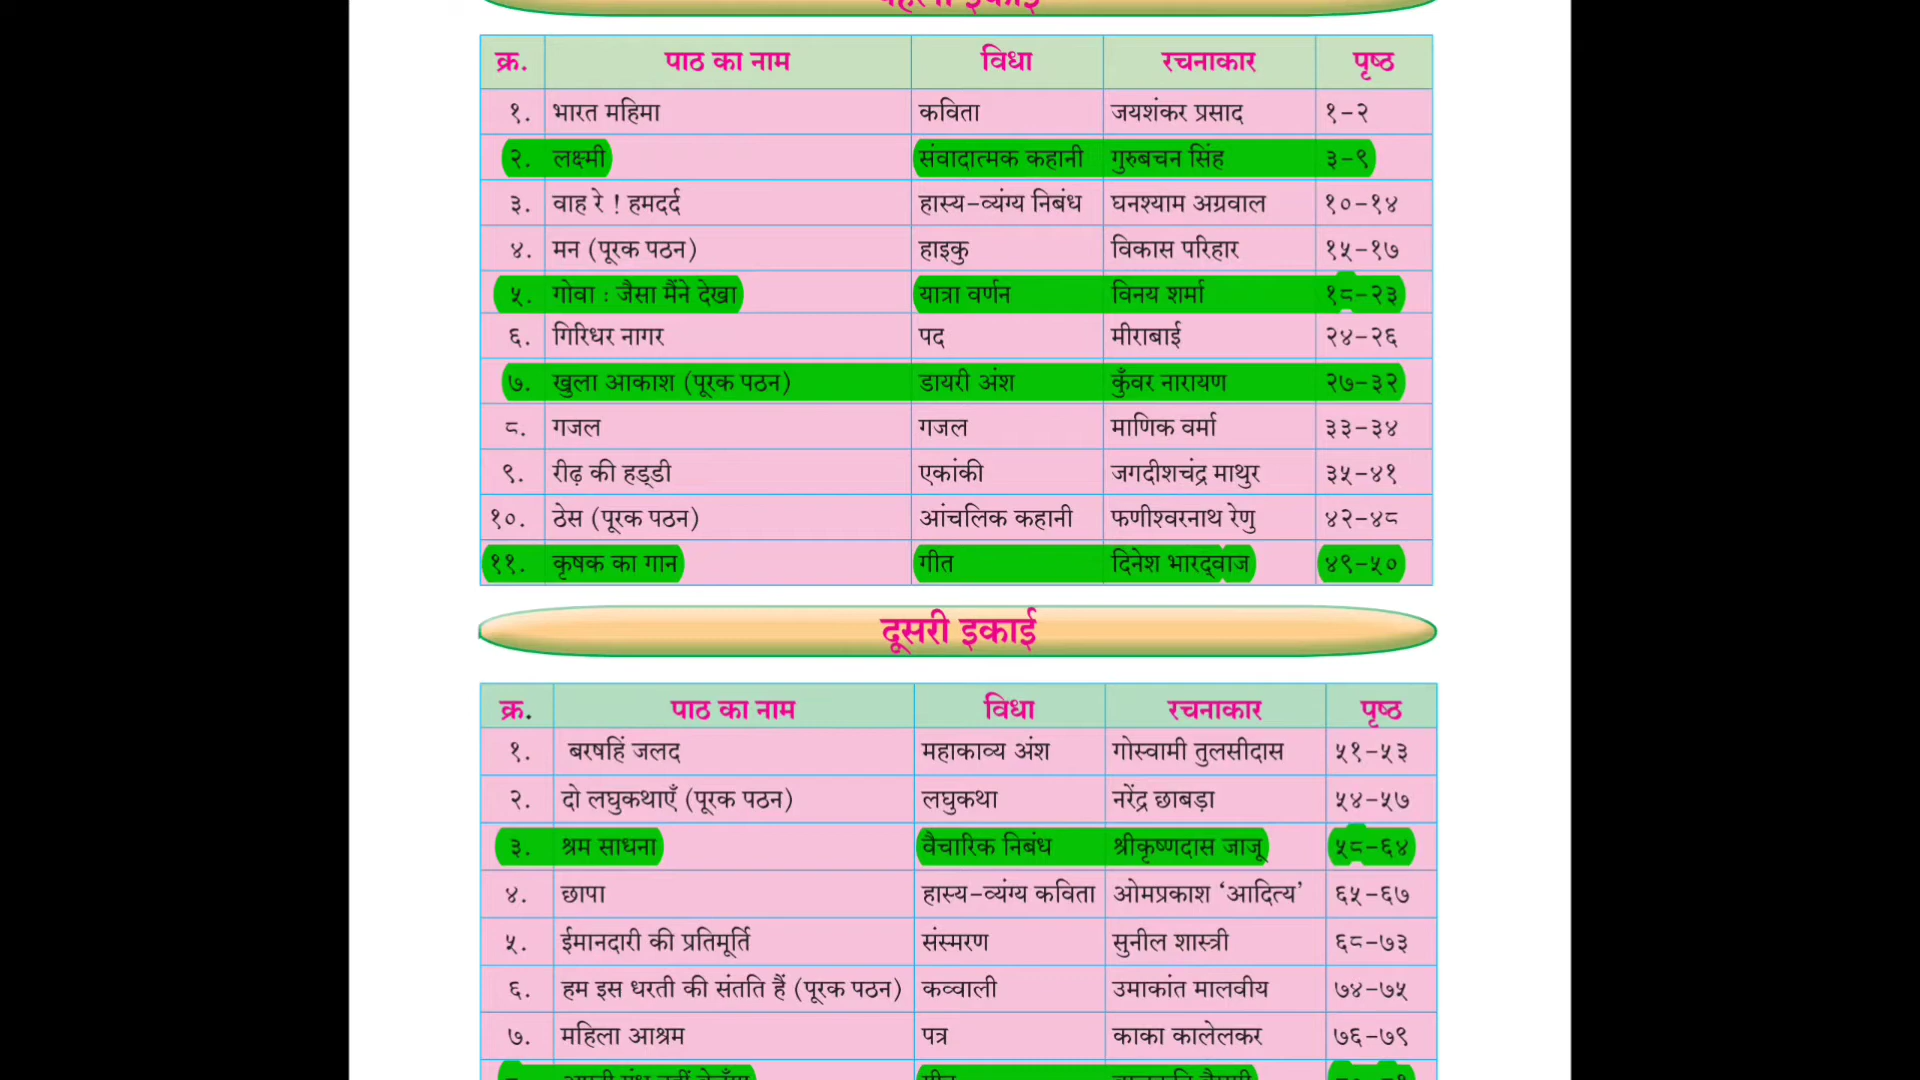 पहली इकाई
क्र. पाठ का नाम विधा रचनाकार पृष्ठ
१. भारत महिमा कविता जयशंकर प्रसाद १-२
२. लक्ष्मी संवादात्मक कहानी गुरुबचन सिंह ३-९
३. वाह रे ! हमदर्द हास्य-व्यंग्य निबंध घनश्याम अग्रवाल १०-१४
४. मन (पूरक पठन) हाइकु विकास परिहार १५-१७
५. गोवा : जैसा मैंने देखा यात्रा वर्णन विनय शर्मा १८-२३
६. गिरिधर नागर पद मीराबाई २४-२६
७. खुला आकाश (पूरक पठन) डायरी अंश कुँवर नारायण २७-३२
८. गजल गजल माणिक वर्मा ३३-३४
९. रीढ़ की हड्डी एकांकी जगदीशचंद्र माथुर ३५-४१
१०. ठेस (पूरक पठन) आंचलिक कहानी फणीश्वरनाथ रेणु ४२-४८
११. कृषक का गान गीत दिनेश भारद्वाज ४९-५०
दूसरी इकाई
क्र. पाठ का नाम विधा रचनाकार पृष्ठ
१. बरषहिं जलद महाकाव्य अंश गोस्वामी तुलसीदास ५१-५३
२. दो लघुकथाएँ (पूरक पठन) लघुकथा नरेंद्र छाबड़ा ५४-५७
३. श्रम साधना वैचारिक निबंध श्रीकृष्णदास जाजू ५८-६४
४. छापा हास्य-व्यंग्य कविता ओमप्रकाश ‘आदित्य’ ६५-६७
५. ईमानदारी की प्रतिमूर्ति संस्मरण सुनील शास्त्री ६८-७३
६. हम इस धरती की संतति हैं (पूरक पठन) कव्वाली उमाकांत मालवीय ७४-७५
७. महिला आश्रम पत्र काका कालेलकर ७६-७९